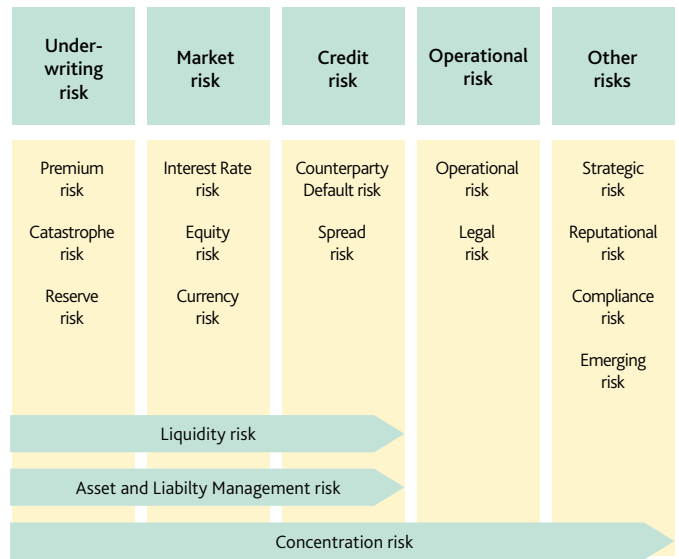 Under-
writing
risk
Market
risk
Credit
risk
Operational
risk
Other
risks
Premium
risk
Catastrophe
risk
Reserve
risk
Interest Rate
risk
Equity
risk
Currency
risk
Counterparty
Default risk
Spread
risk
Operational
risk
Legal
risk
Strategic
risk
Reputational
risk
Compliance
risk
Emerging
risk
Liquidity risk
Asset and Liabilty Management risk
Concentration risk